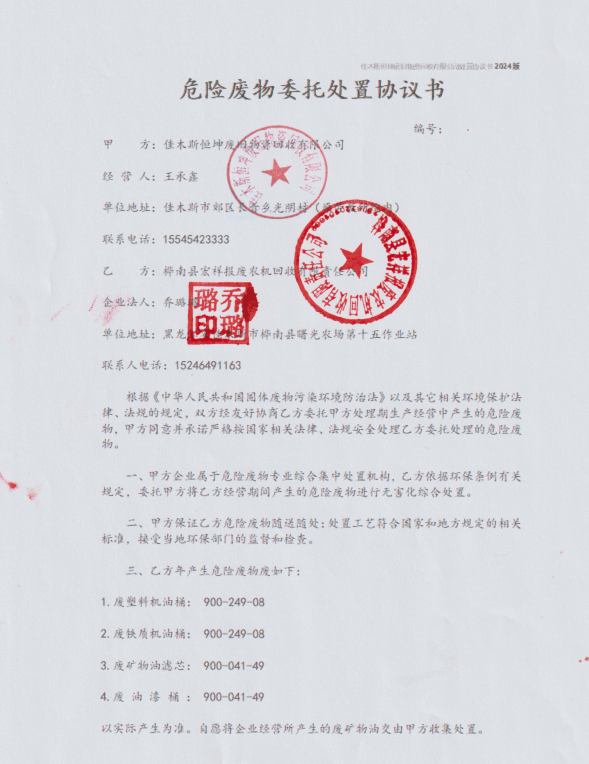 2024版
危险废物委托处置协议书
编号：
甲 方：佳木斯恒坤废旧物资回收有限公司
经 营 人：王承鑫
单位地址：佳木斯市郊区长青乡光明村
联系电话：15545423333
乙 方：桦南县宏祥报废农机回收有限责任公司
企业法人：乔璐
乔璐印
单位地址：黑龙 市桦南县曙光农场第十五作业站
联系人电话：15246491163
根据《中华人民共和国固体废物污染环境防治法》以及其它相关环境保护法
律、法规的规定，双方经友好协商乙方委托甲方处理期生产经营中产生的危险废
物，甲方同意并承诺严格按国家相关法律、法规安全处理乙方委托处理的危险废
物。
一、甲方企业属于危险废物专业综合集中处置机构，乙方依据环保条例有关
规定，委托甲方将乙方经营期间产生的危险废物进行无害化综合处置。
二、甲方保证乙方危险废物随送随处；处置工艺符合国家和地方规定的相关
标准，接受当地环保部门的监督和检查。
三、乙方年产生危险废物废如下：
1.废塑料机油桶： 900-249-08
2.废铁质机油桶： 900-249-08
3.废矿物油滤芯： 900-041-49
4.废 油 漆 桶 ： 900-041-49
以实际产生为准。自愿将企业经营所产生的废矿物油交由甲方收集处置。